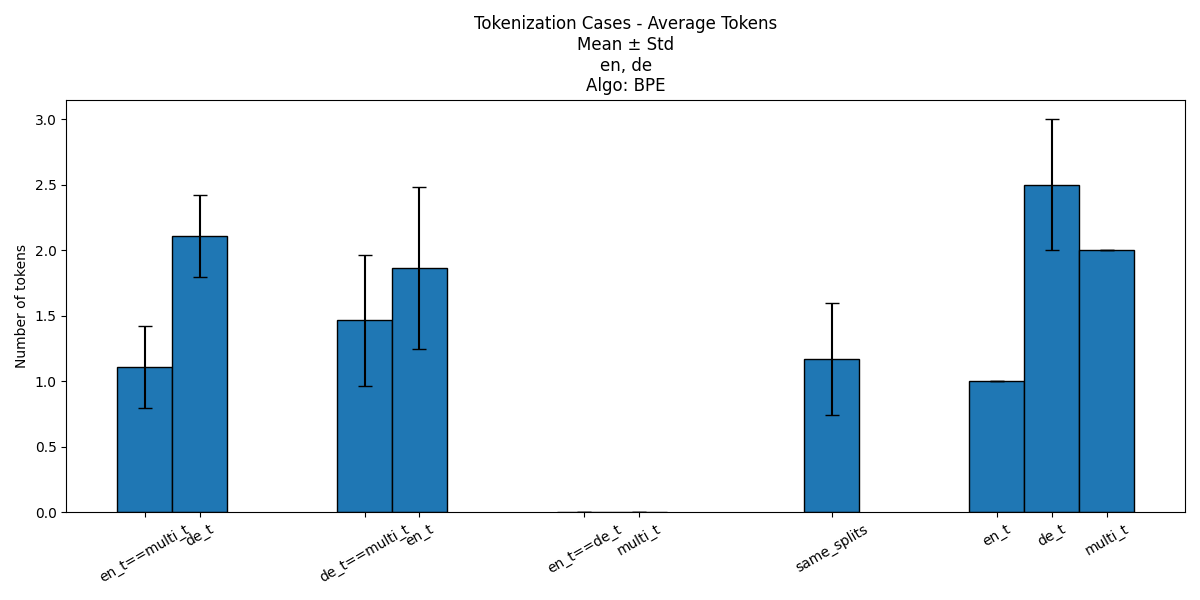 Tokenization Cases - Average Tokens
Mean ± Std
en, de
Algo: BPE
Number of tokens
3.0
2.5
2.0
1.5
1.0
0.5
0.0
en_t==multi_t
de_t
de_t==multi_t
en_t
en_t==de_t
multi_t
same_splits
en_t
de_t
multi_t